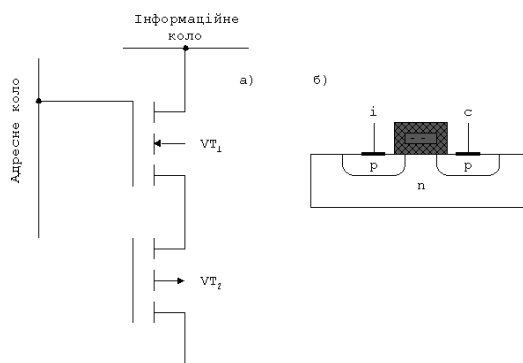 Інформаційне
коло
а)
б)
Адресне коло
VT1
VT2
і
с
- -
р
р
n